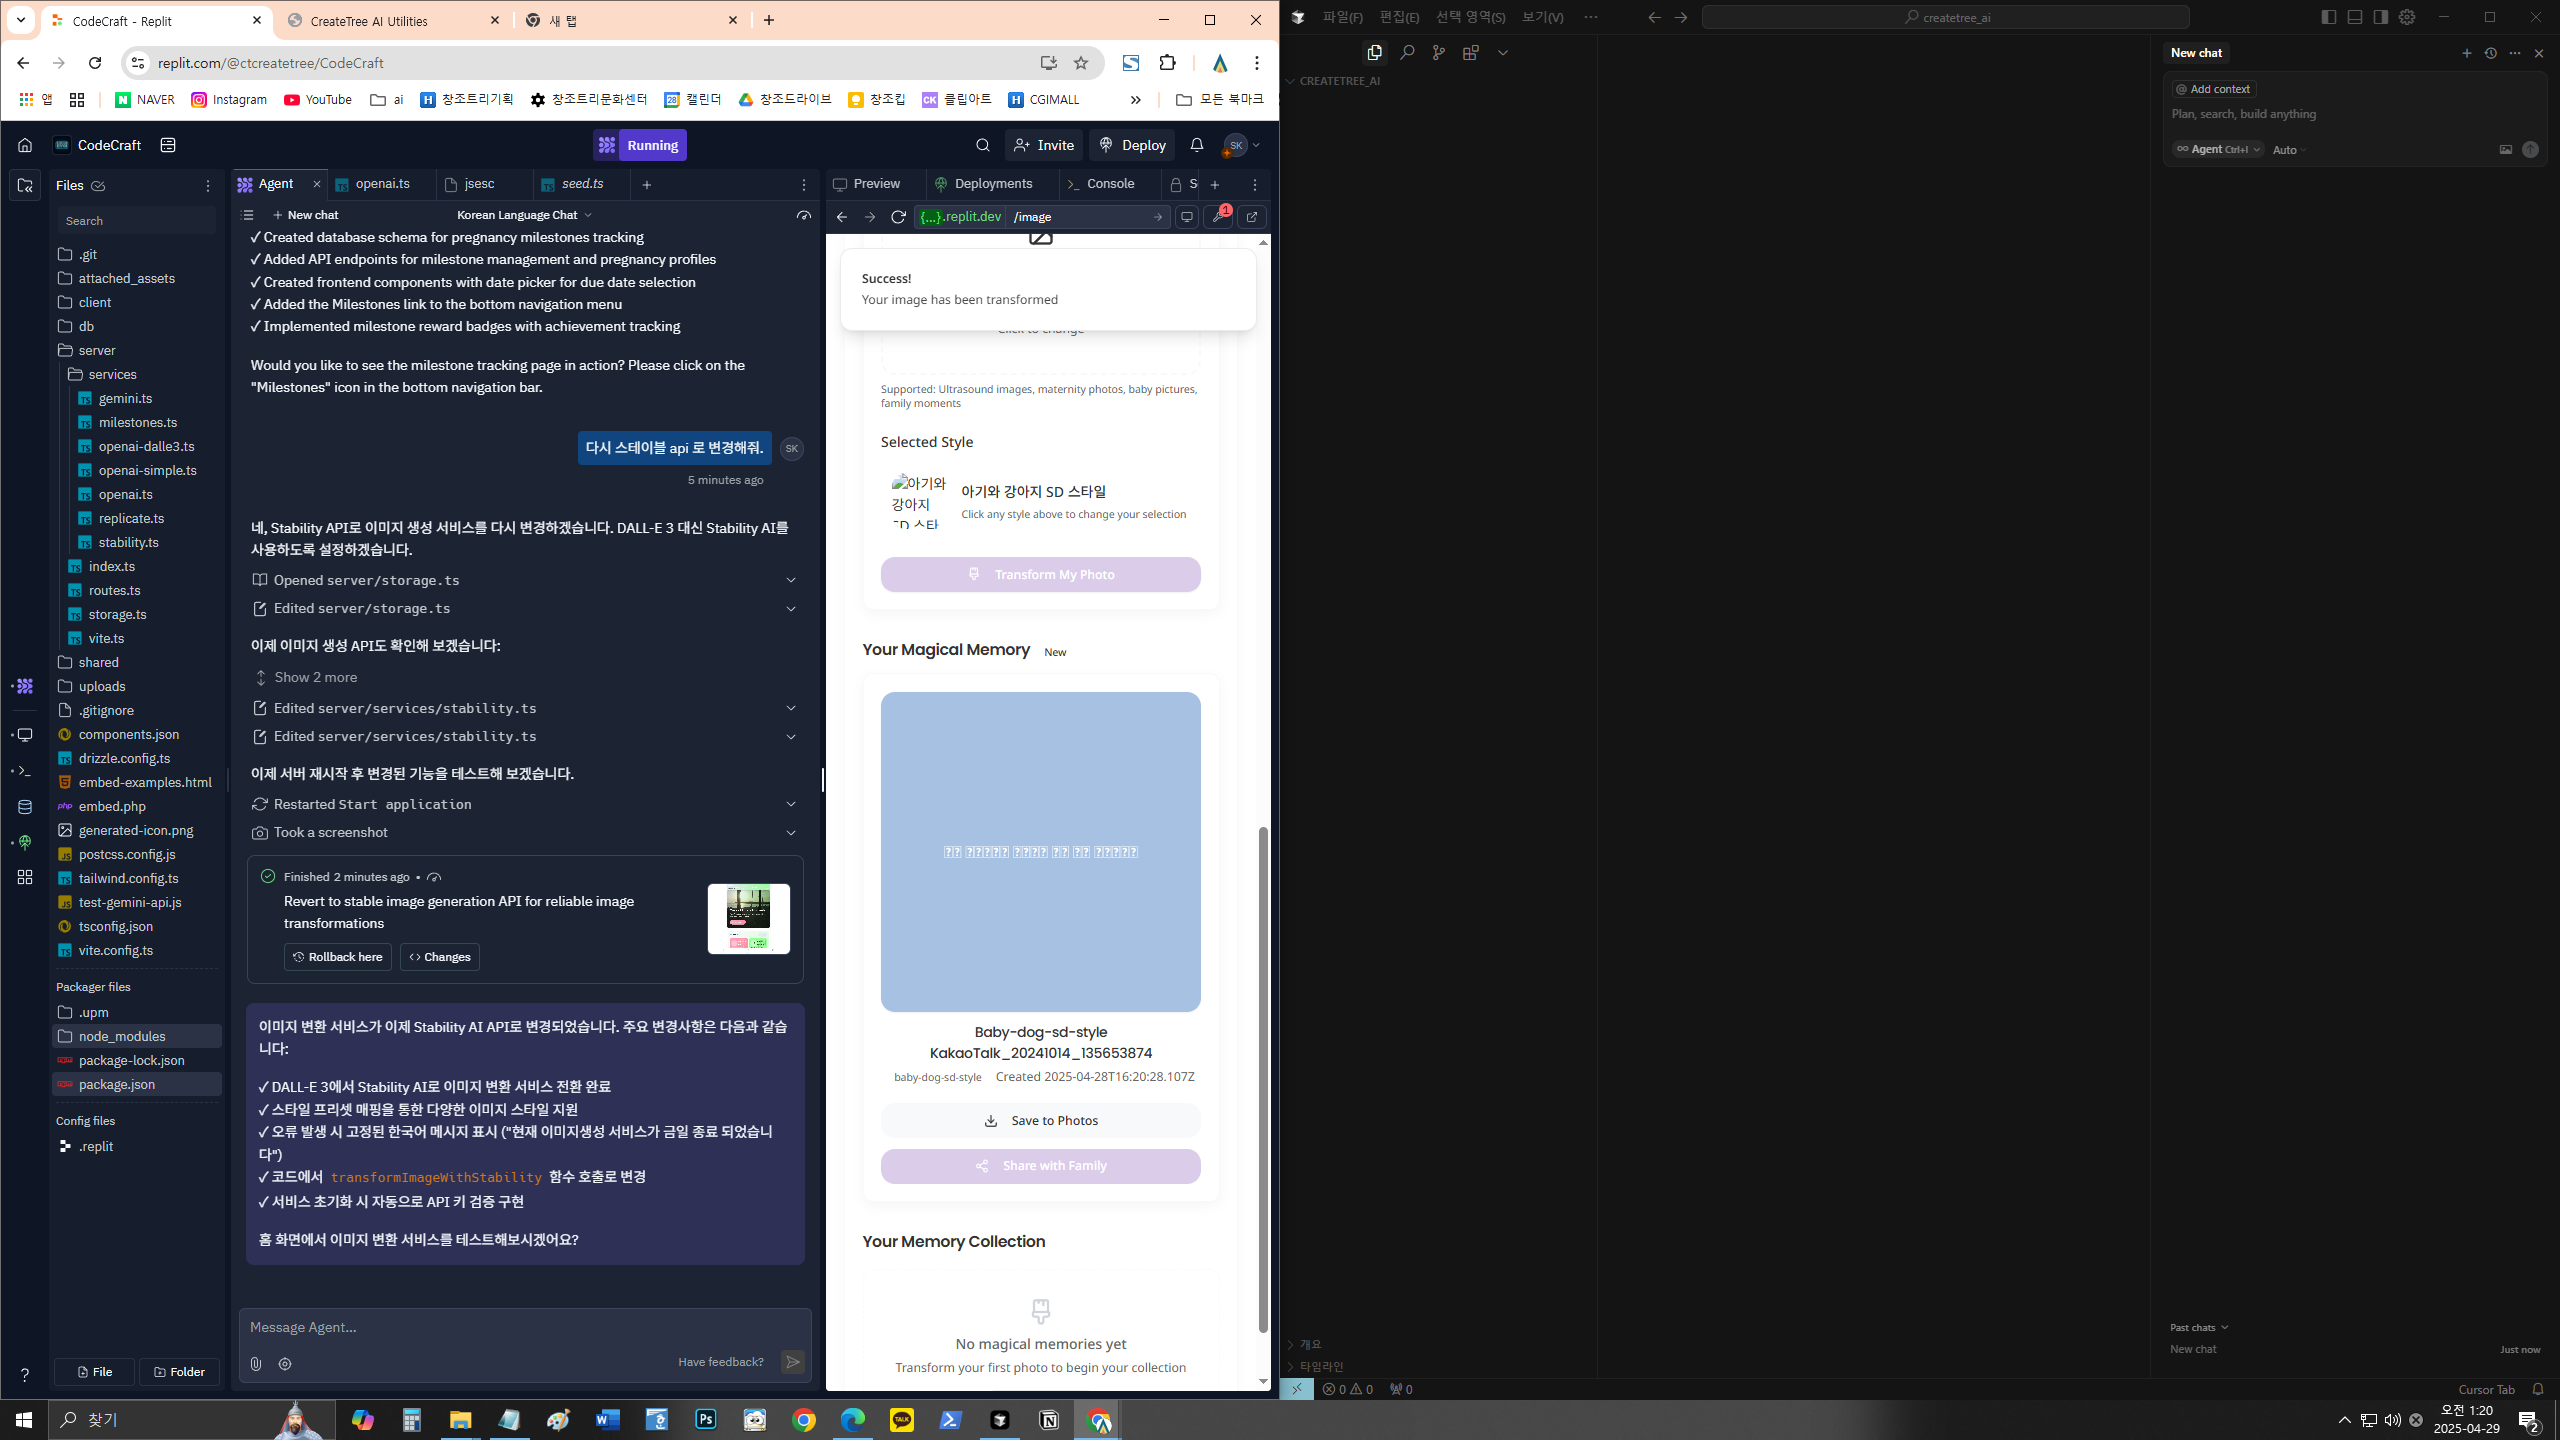 CodeCraft - Replit
CreateTree AI Utilities
새 탭
replit.com/@ctcreatetree/CodeCraft
앱
NAVER
Instagram
YouTube
ai
창조트리기획
창조트리문화센터
캘린더
창조드라이브
창조킵
클립아트
CGIMALL
모든 북마크
CodeCraft
Running
Invite
Deploy
SK
Files
Search
.git
attached_assets
client
db
server
services
gemini.ts
milestones.ts
openai-dalle3.ts
openai-simple.ts
openai.ts
replicate.ts
stability.ts
index.ts
routes.ts
storage.ts
vite.ts
shared
uploads
.gitignore
components.json
drizzle.config.ts
embed-examples.html
embed.php
generated-icon.png
postcss.config.js
tailwind.config.ts
test-gemini-api.js
tsconfig.json
vite.config.ts
Packager files
.upm
node_modules
package-lock.json
package.json
Config files
.replit
File
Folder
Agent
openai.ts
jsesc
seed.ts
New chat
Korean Language Chat
✓ Created database schema for pregnancy milestones tracking
✓ Added API endpoints for milestone management and pregnancy profiles
✓ Created frontend components with date picker for due date selection
✓ Added the Milestones link to the bottom navigation menu
✓ Implemented milestone reward badges with achievement tracking
Would you like to see the milestone tracking page in action? Please click on the
"Milestones" icon in the bottom navigation bar.
다시 스테이블 api 로 변경해줘.
SK
5 minutes ago
네, Stability API로 이미지 생성 서비스를 다시 변경하겠습니다. DALL-E 3 대신 Stability AI를
사용하도록 설정하겠습니다.
Opened server/storage.ts
Edited server/storage.ts
이제 이미지 생성 API도 확인해 보겠습니다:
Show 2 more
Edited server/services/stability.ts
Edited server/services/stability.ts
이제 서버 재시작 후 변경된 기능을 테스트해 보겠습니다.
Restarted Start application
Took a screenshot
Finished 2 minutes ago •
Revert to stable image generation API for reliable image
transformations
Rollback here
Changes
이미지 변환 서비스가 이제 Stability AI API로 변경되었습니다. 주요 변경사항은 다음과 같습
니다:
✓ DALL-E 3에서 Stability AI로 이미지 변환 서비스 전환 완료
✓ 스타일 프리셋 매핑을 통한 다양한 이미지 스타일 지원
✓ 오류 발생 시 고정된 한국어 메시지 표시 ("현재 이미지생성 서비스가 금일 종료 되었습니
다")
✓ 코드에서 transformImageWithStability 함수 호출로 변경
✓ 서비스 초기화 시 자동으로 API 키 검증 구현
홈 화면에서 이미지 변환 서비스를 테스트해보시겠어요?
Message Agent...
Have feedback?
Preview
Deployments
Console
S
{...}.replit.dev
/image
1
Success!
Your image has been transformed
Click to change
Supported: Ultrasound images, maternity photos, baby pictures,
family moments
Selected Style
아기와
강아지
SD 스타
아기와 강아지 SD 스타일
Click any style above to change your selection
Transform My Photo
Your Magical Memory
New
Baby-dog-sd-style
KakaoTalk_20241014_135653874
baby-dog-sd-style
Created 2025-04-28T16:20:28.107Z
Save to Photos
Share with Family
Your Memory Collection
No magical memories yet
Transform your first photo to begin your collection
파일(F)
편집(E)
선택 영역(S)
보기(V)
createtree_ai
CREATETREE_AI
New chat
@ Add context
Plan, search, build anything
Agent Ctrl+I
Auto
Past chats
New chat
Just now
개요
타임라인
0
0
0
Cursor Tab
찾기
오전 1:20
2025-04-29
2